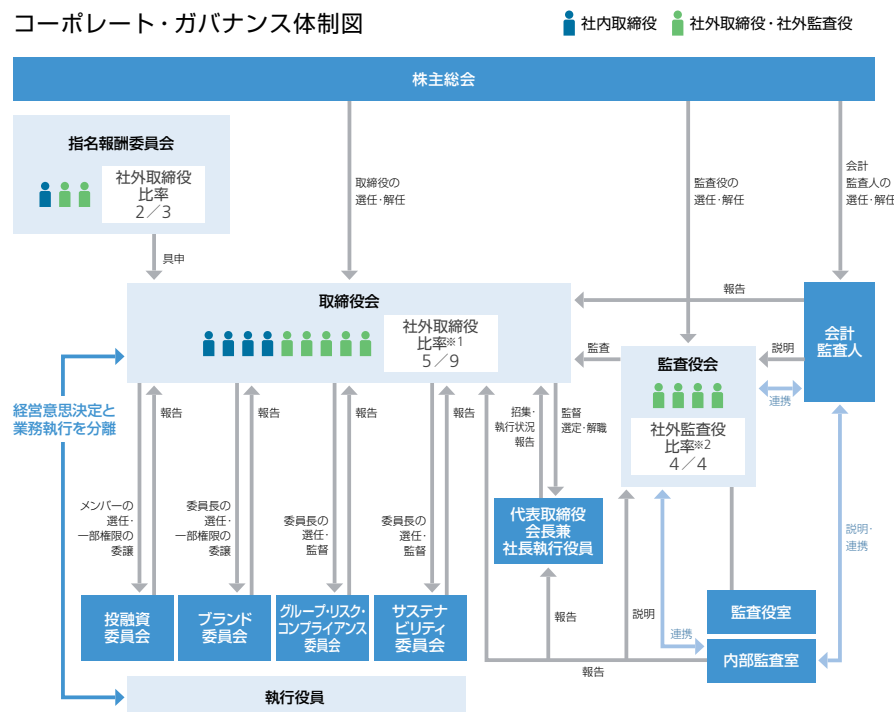 コーポレート・ガバナンス体制図
社内取締役
社外取締役・社外監査役
株主総会
指名報酬委員会
社外取締役
比率
2／3
具申
取締役の
選任・解任
監査役の
選任・解任
会計
監査人の
選任・解任
取締役会
社外取締役
比率※1
5／9
報告
会計
監査人
監査
説明
監査役会
社外監査役
比率※2
4／4
連携
経営意思決定と
業務執行を分離
報告
報告
報告
報告
招集・
執行状況
報告
監督
選定・解職
メンバーの
選任・
一部権限の
委譲
委員長の
選任・
一部権限の
委譲
委員長の
選任・
監督
委員長の
選任・
監督
代表取締役
会長兼
社長執行役員
説明・
連携
投融資
委員会
ブランド
委員会
グループ・リスク・
コンプライアンス
委員会
サステナ
ビリティ
委員会
報告
説明
連携
監査役室
内部監査室
報告
執行役員